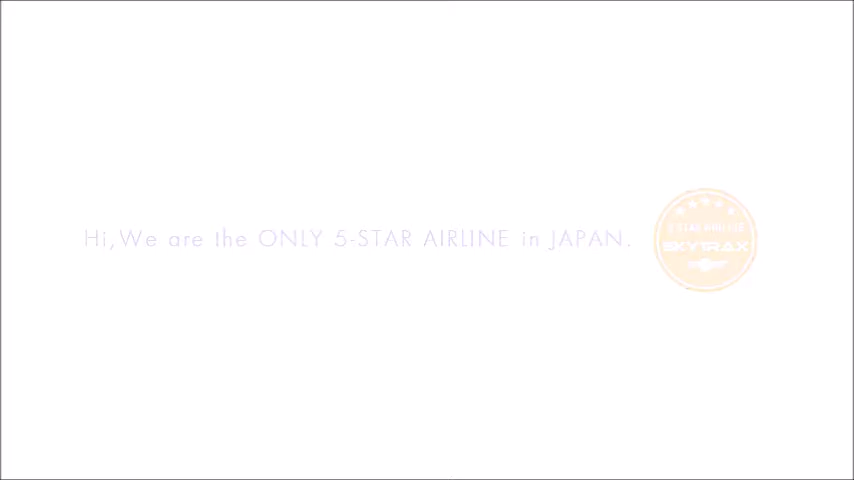 Hi,We are the ONLY 5-STAR AIRLINE in JAPAN.
5 STAR AIRLINE
SKYTRAX